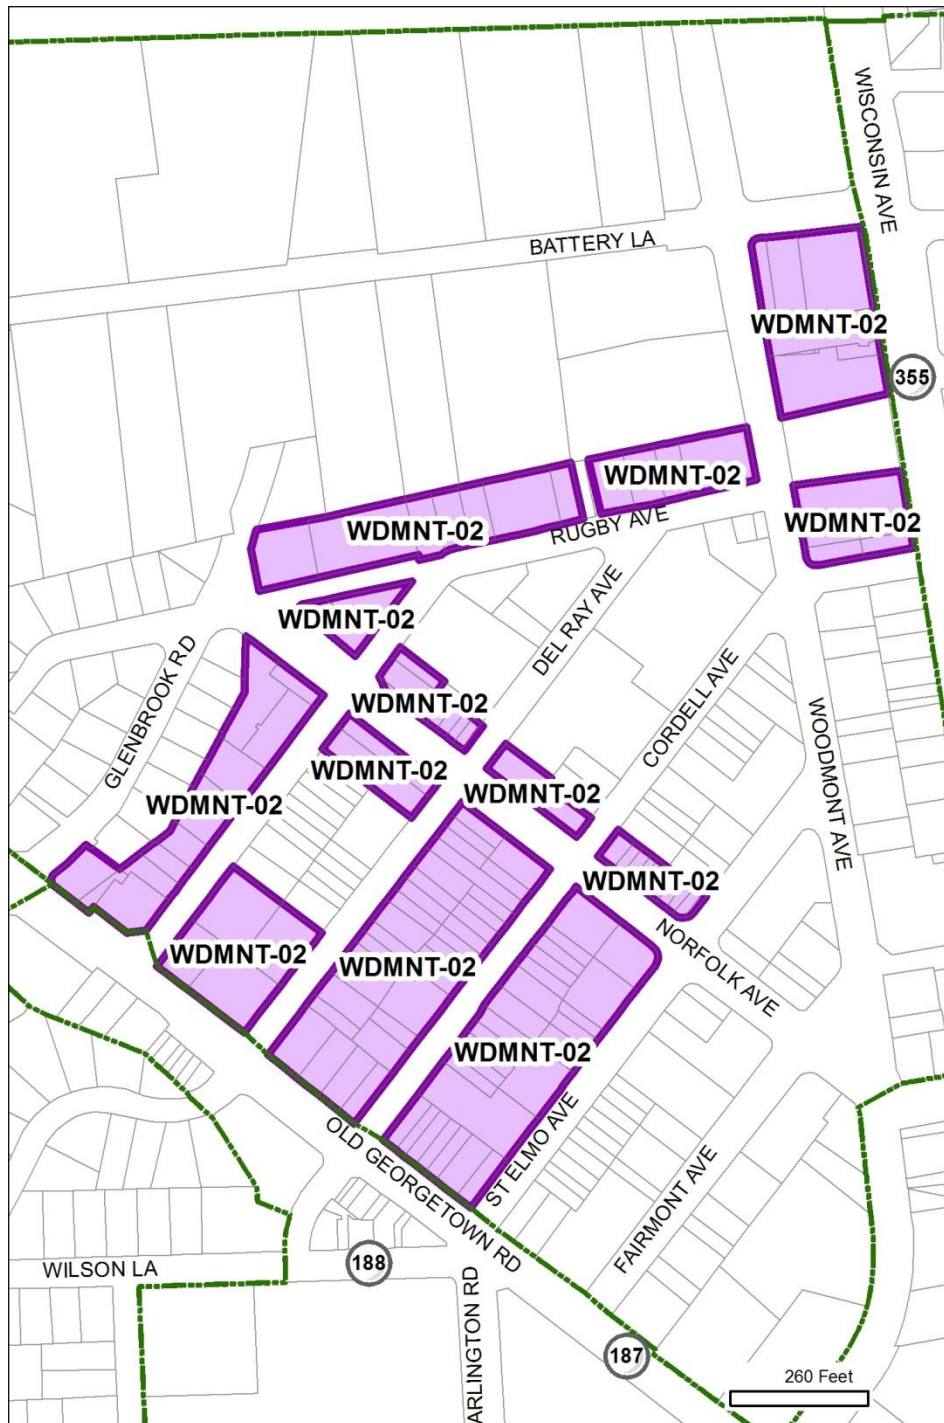 WISCONSIN AVE
BATTERY LA
WDMNT-02
355
WDMNT-02
WDMNT-02
WDMNT-02
RUGBY AVE
WDMNT-02
DEL RAY AVE
GLENBROOK RD
WDMNT-02
CORDELL AVE
WOODMONT AVE
WDMNT-02
WDMNT-02
WDMNT-02
WDMNT-02
NORFOLK AVE
WDMNT-02
WDMNT-02
WDMNT-02
ST ELMO AVE
OLD GEORGETOWN RD
FAIRMONT AVE
WILSON LA
188
ARLINGTON RD
187
260 Feet